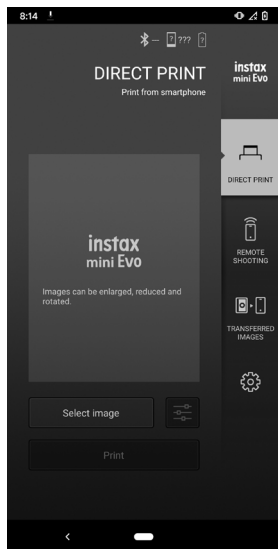 8:14
? ??? ?
DIRECT PRINT
Print from smartphone
instax
mini Evo
instax
mini Evo
Images can be enlarged, reduced and
rotated.
Select image
Print
DIRECT PRINT
REMOTE
SHOOTING
TRANSFERRED
IMAGES